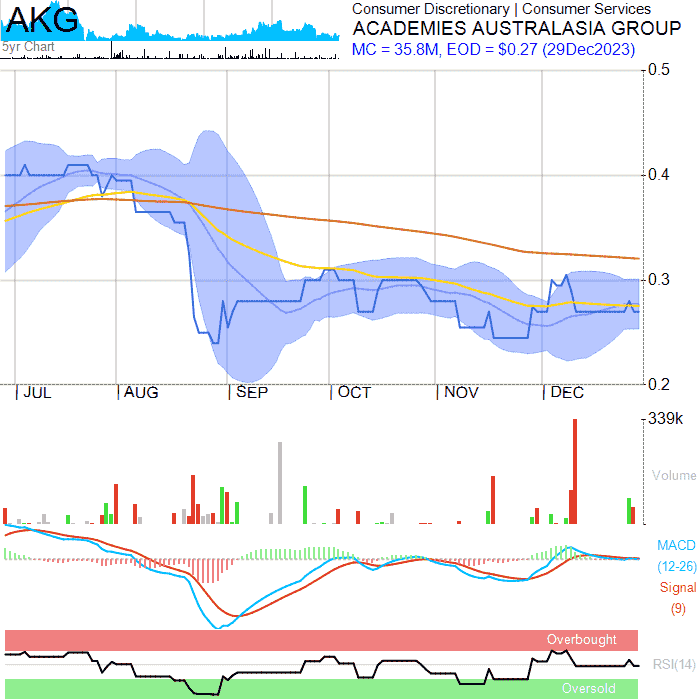 AKG
5yr Chart
Consumer Discretionary | Consumer Services
ACADEMIES AUSTRALASIA GROUP
MC = 35.8M, EOD = $0.27 (29Dec2023)
0.5
0.4
0.3
0.2
JUL AUG SEP OCT NOV DEC
339k
Volume
MACD
(12-26)
Signal
(9)
Overbought
RSI(14)
Oversold